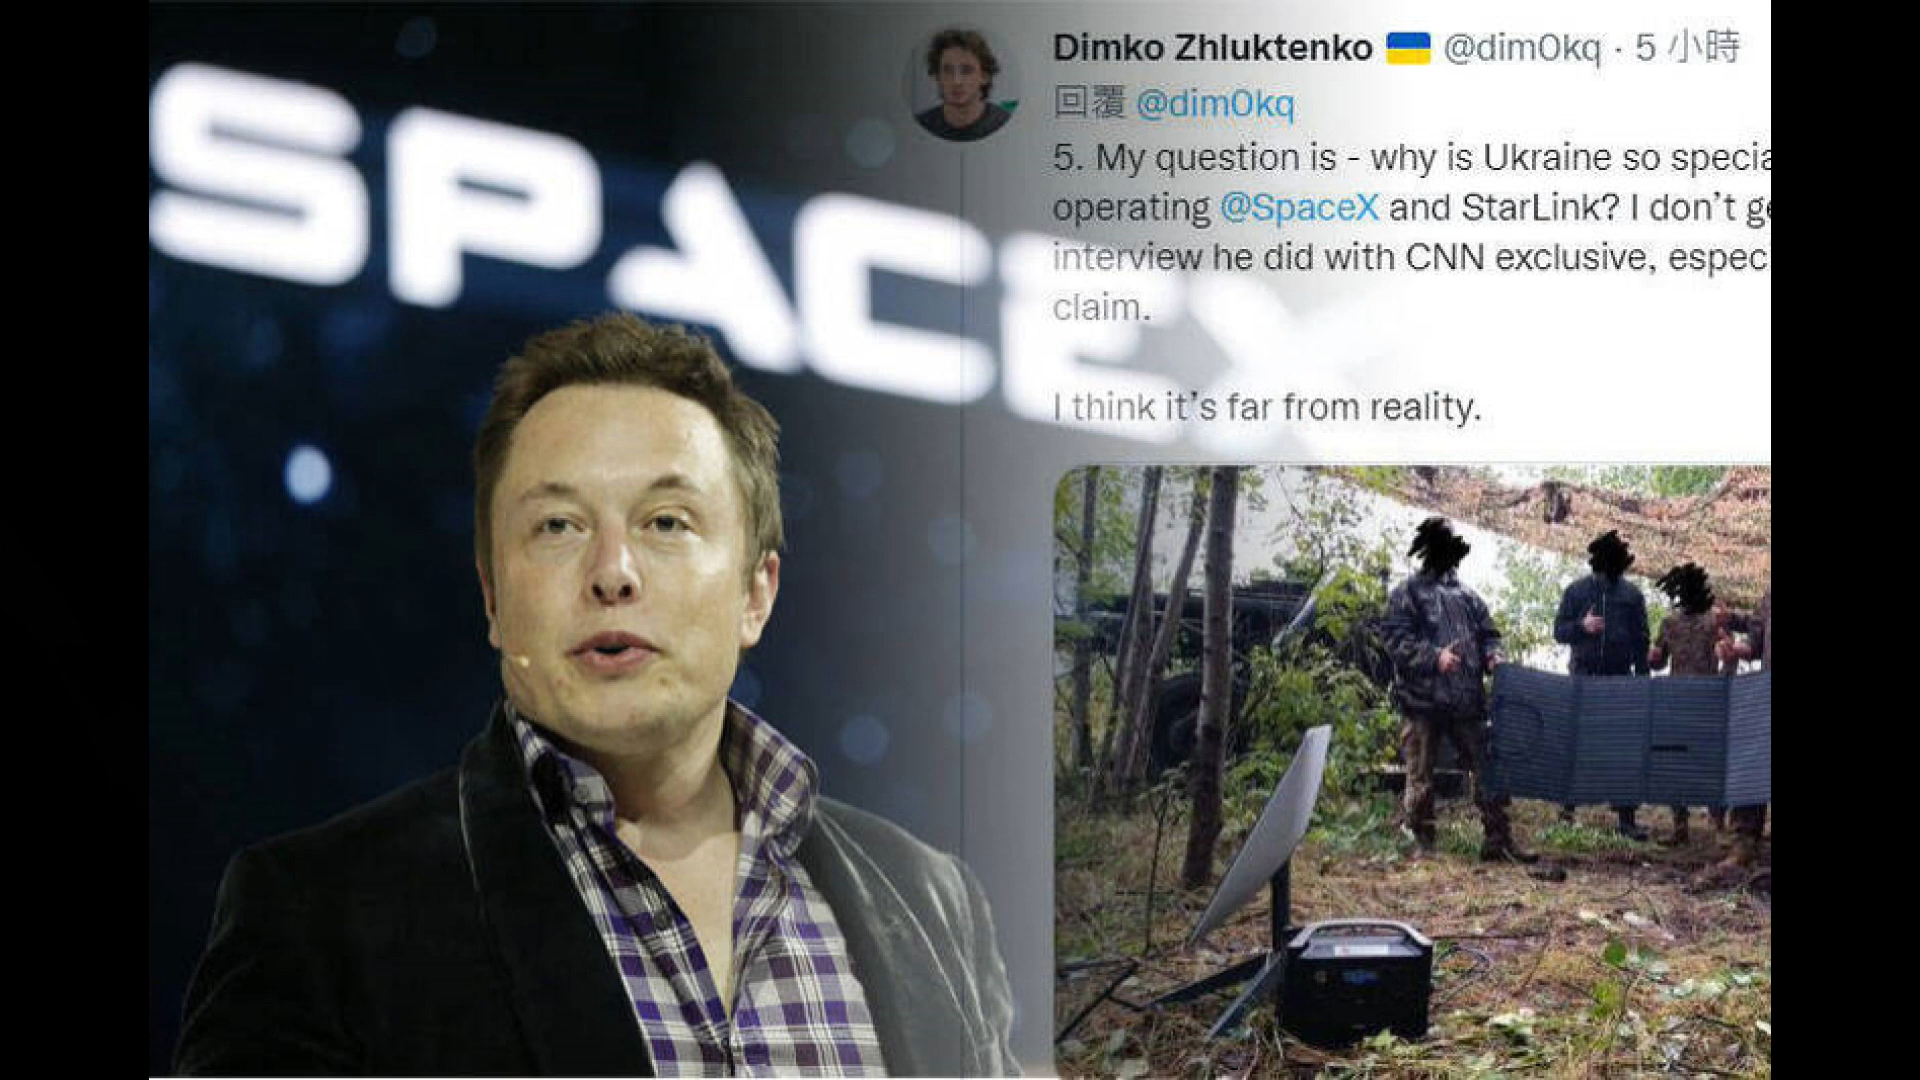 SPACEX
Dimko Zhluktenko 🇺🇦 @dim0kq · 5 小時
回覆 @dim0kq
5. My question is - why is Ukraine so specia
operating @SpaceX and StarLink? I don't ge
interview he did with CNN exclusive, espec
claim.
I think it's far from reality.